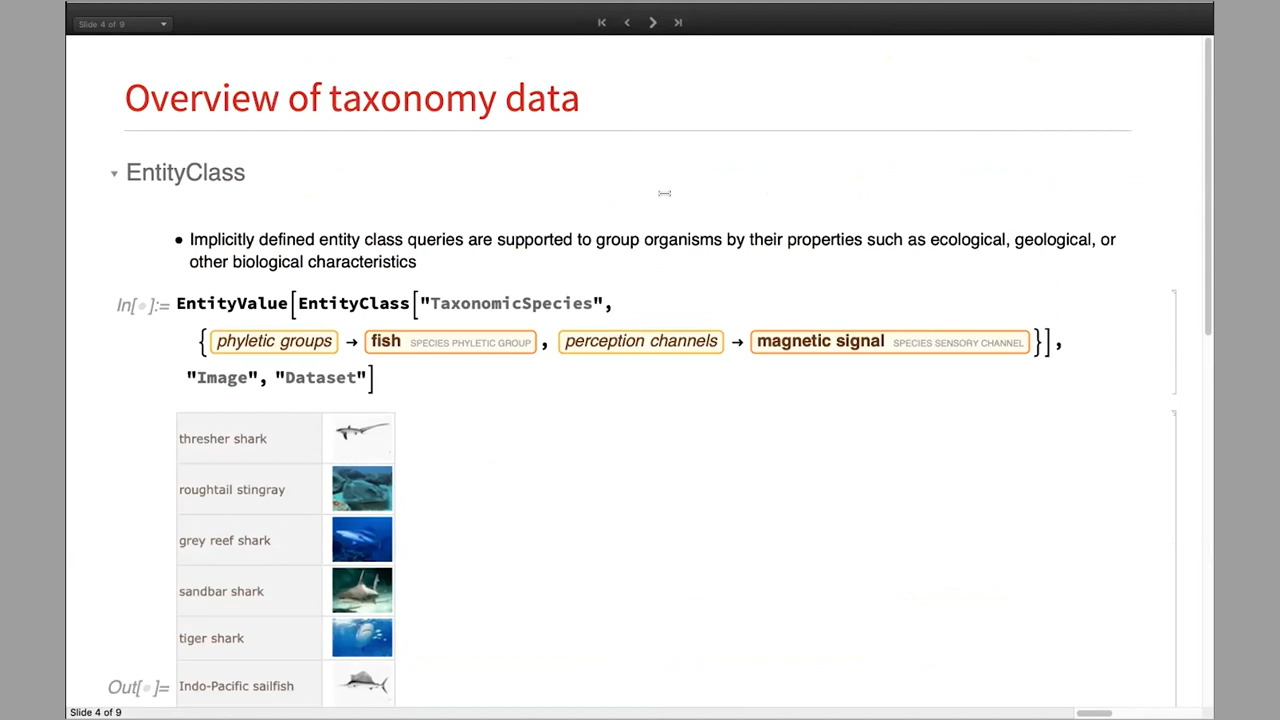 Slide 4 of 9
Overview of taxonomy data
EntityClass
• Implicitly defined entity class queries are supported to group organisms by their properties such as ecological, geological, or
other biological characteristics
In[•]:= EntityValue[EntityClass["TaxonomicSpecies",
{phyletic groups → fish SPECIES PHYLETIC GROUP , perception channels → magnetic signal SPECIES SENSORY CHANNEL }],
"Image", "Dataset"]
thresher shark
roughtail stingray
grey reef shark
sandbar shark
tiger shark
Out[•]= Indo-Pacific sailfish
Slide 4 of 9